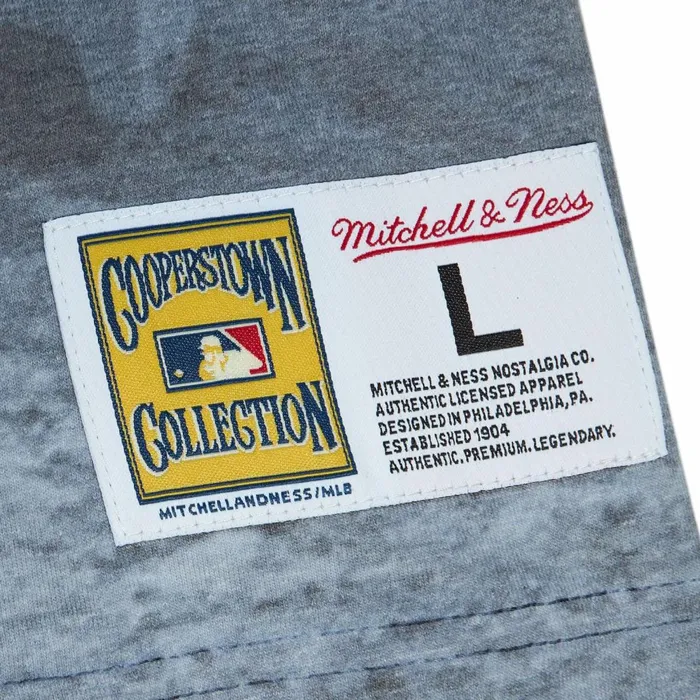 COOPERSTOWN
COLLECTION
MITCHELLANDNESS/MLB
Mitchell & Ness
L
MITCHELL & NESS NOSTALGIA CO.
AUTHENTIC LICENSED APPAREL
DESIGNED IN PHILADELPHIA, PA.
ESTABLISHED 1904
AUTHENTIC. PREMIUM. LEGENDARY.